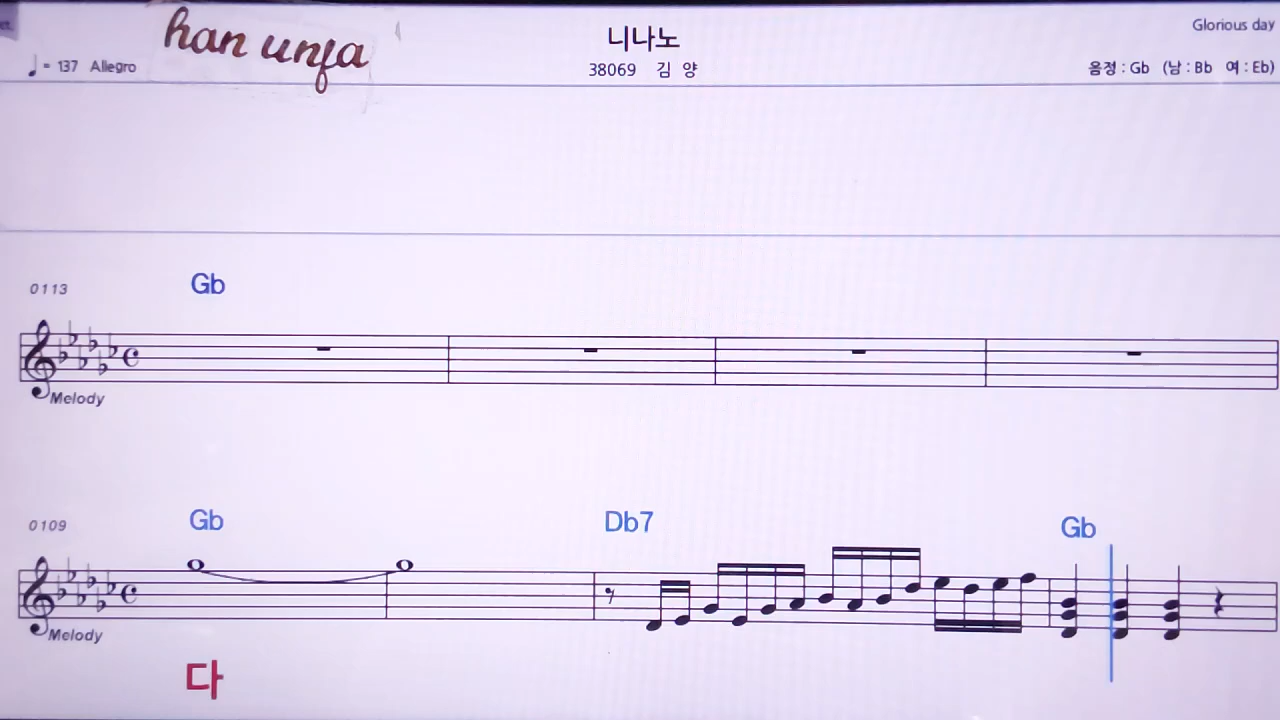 han unja
니나노
Glorious day
♩= 137 Allegro
38069 김 양
음정 : Gb (남 : Bb 여 : Eb)
0113
Gb
Melody
0109
Gb Db7 Gb
Melody
다